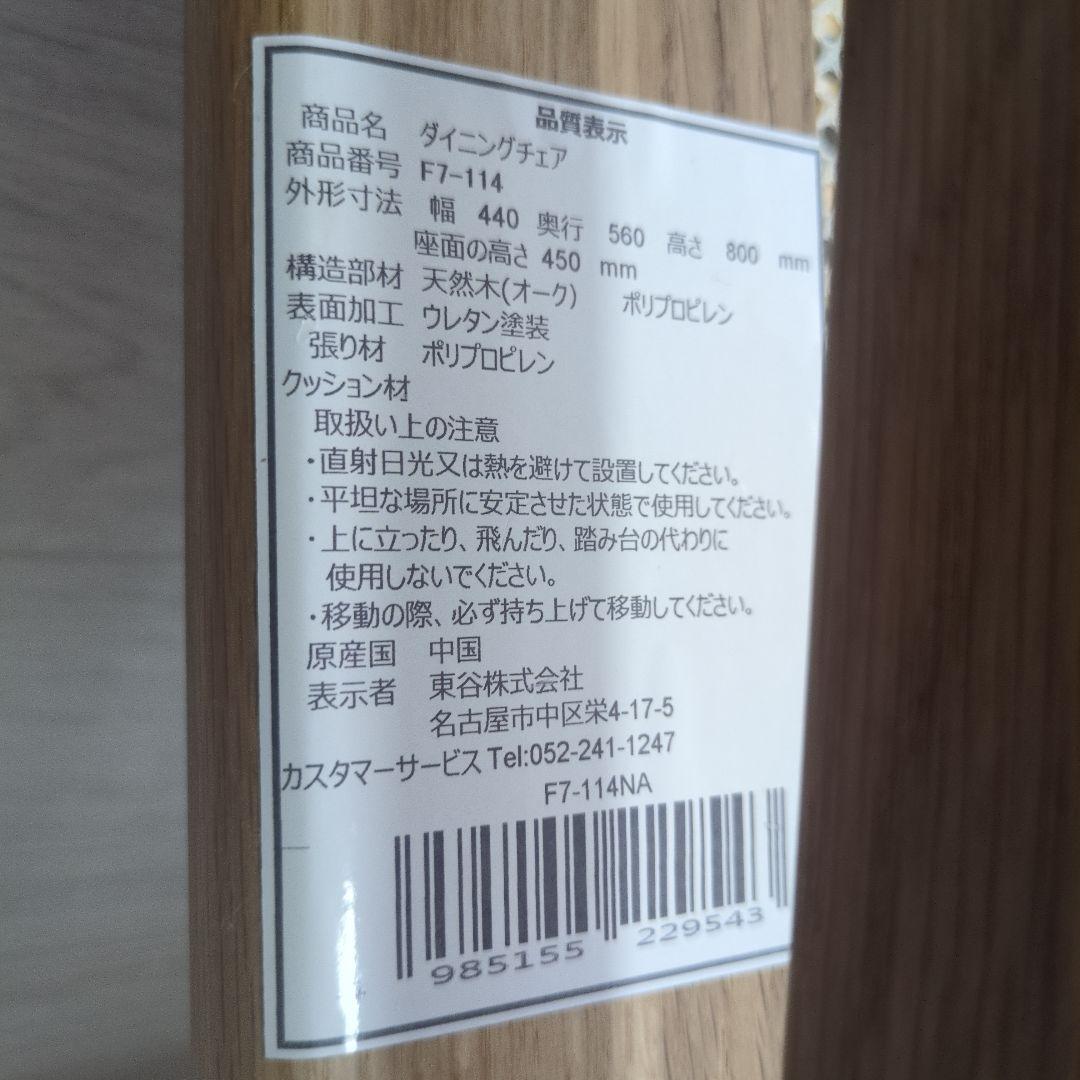 品質表示
商品名 ダイニングチェア
商品番号 F7-114
外形寸法 幅 440 奥行 560 高さ 800 mm
座面の高さ 450 mm
構造部材 天然木(オーク) ポリプロピレン
表面加工 ウレタン塗装
張り材 ポリプロピレン
クッション材
取扱い上の注意
・直射日光又は熱を避けて設置してください。
・平坦な場所に安定させた状態で使用してください。
・上に立ったり、飛んだり、踏み台の代わりに
使用しないでください。
・移動の際、必ず持ち上げて移動してください。
原産国 中国
表示者 東谷株式会社
名古屋市中区栄4-17-5
カスタマーサービス Tel:052-241-1247
F7-114NA
985155 229543